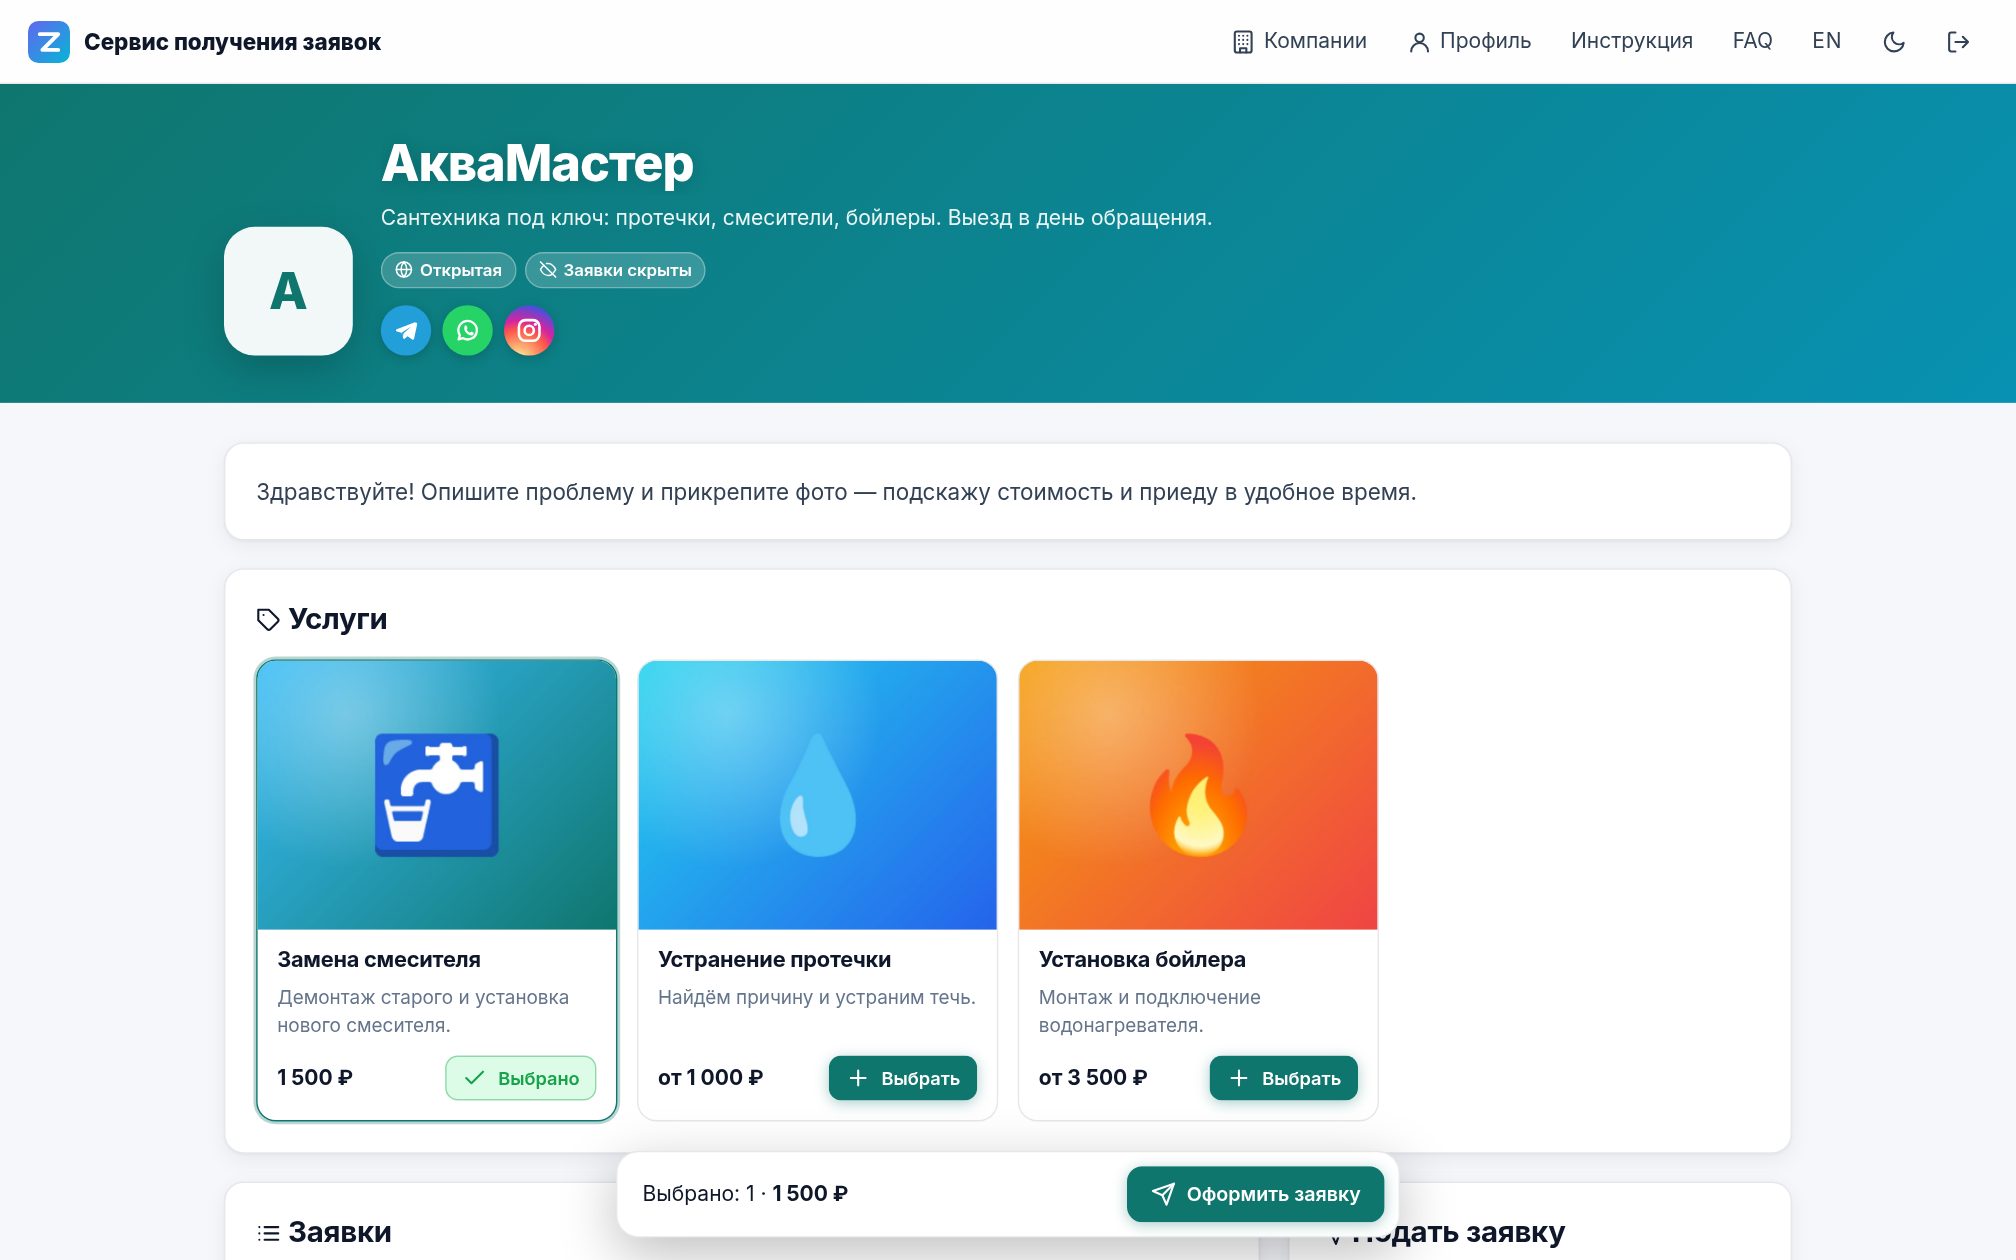 Сервис получения заявок
Компании
Профиль
Инструкция
FAQ
EN
АкваМастер
Сантехника под ключ: протечки, смесители, бойлеры. Выезд в день обращения.
Открытая
Заявки скрыты
А
Здравствуйте! Опишите проблему и прикрепите фото — подскажу стоимость и приеду в удобное время.
Услуги
Замена смесителя
Демонтаж старого и установка
нового смесителя.
1 500 ₽
Выбрано
Устранение протечки
Найдём причину и устраним течь.
от 1 000 ₽
Выбрать
Установка бойлера
Монтаж и подключение
водонагревателя.
от 3 500 ₽
Выбрать
Выбрано: 1 · 1 500 ₽
Оформить заявку
Заявки
Подать заявку